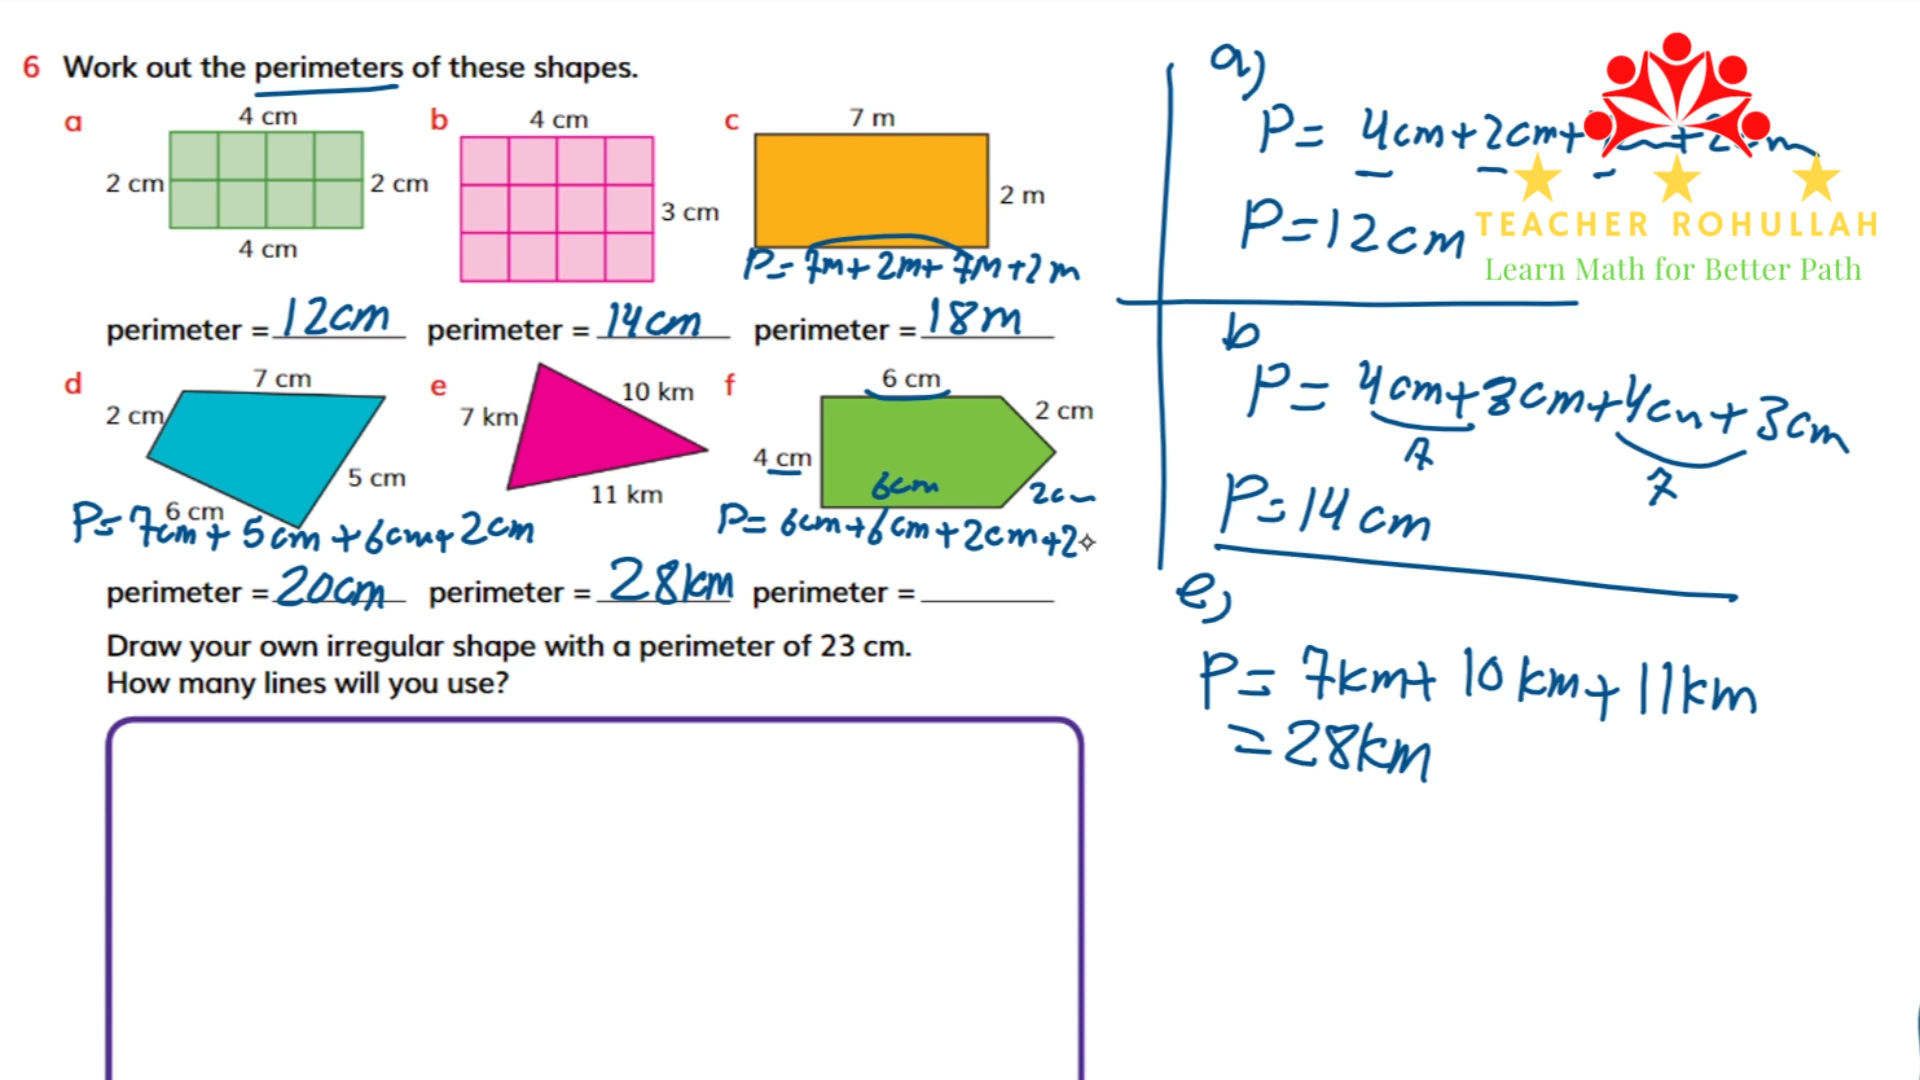 6 Work out the perimeters of these shapes.
a 4 cm
2 cm 2 cm
4 cm
perimeter = 12cm
b 4 cm
3 cm
perimeter = 14cm
c 7 m
2 m
P= 7m+ 2m+ 7m+2m
perimeter = 18m
d 7 cm
2 cm
5 cm
6 cm
P= 7cm+ 5cm+6cm+2cm
perimeter = 20cm
e 10 km
7 km
11 km
perimeter = 28km
f 6 cm
2 cm
4 cm
6cm
2c
P= 6cm+6cm+2cm+2
perimeter =
Draw your own irregular shape with a perimeter of 23 cm.
How many lines will you use?
a)
P= 4cm+2cm+
P=12cm
TEACHER ROHULLAH
Learn Math for Better Path
b
P= 4cm+3cm+4cm+3cm
7 7
P=14cm
e)
P= 7km+ 10km+11km
=28km